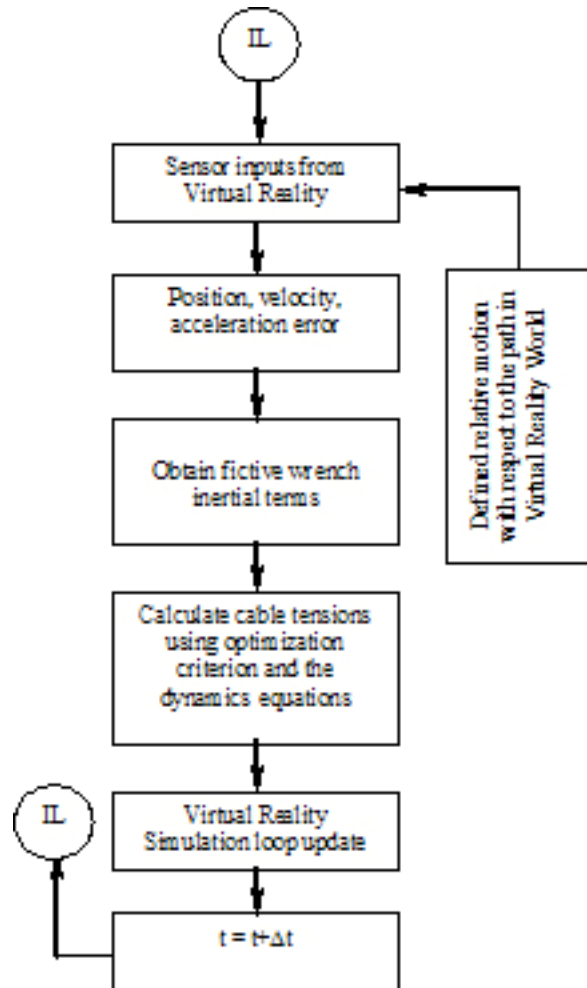 IL
Sensor inputs from
Virtual Reality
Position, velocity,
acceleration error
Defined relative motion
with respect to the path in
Virtual Reality World
Obtain fictive wrench
inertial terms
Calculate cable tensions
using optimization
criterion and the
dynamics equations
IL
Virtual Reality
Simulation loop update
t = t+Δt